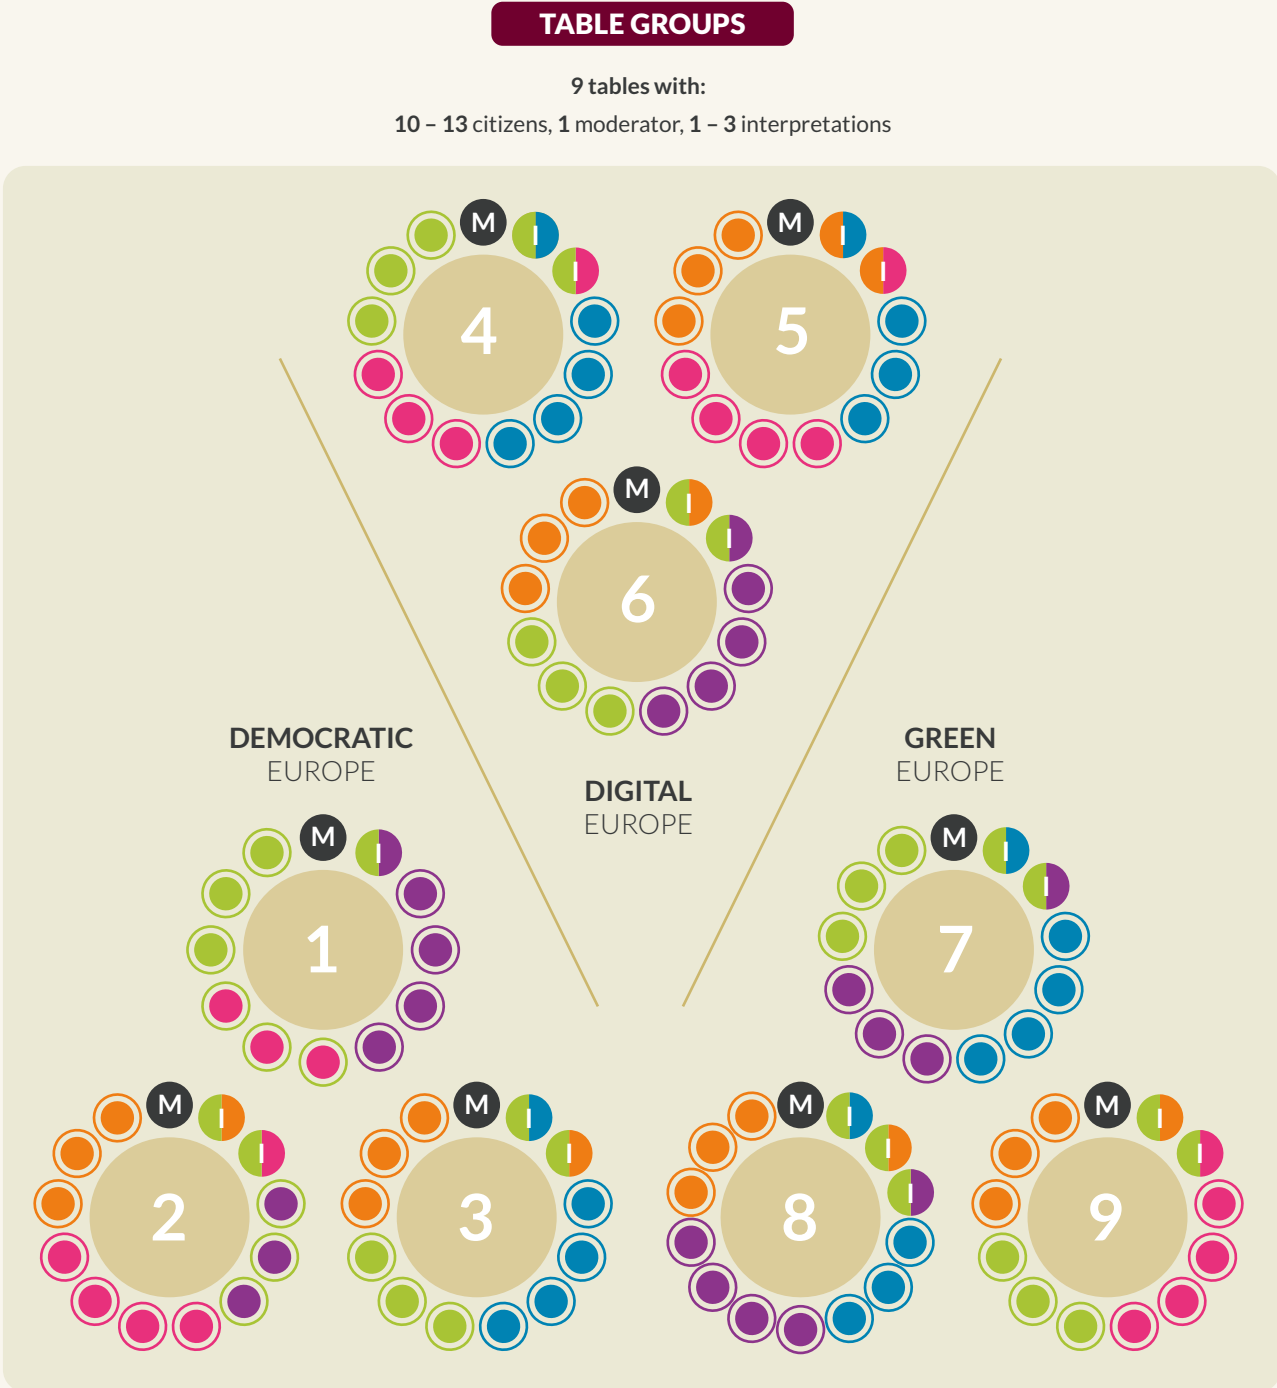 TABLE GROUPS
9 tables with:
10 – 13 citizens, 1 moderator, 1 – 3 interpretations
M I I
4
M I I
5
M I I
6
DEMOCRATIC
EUROPE
DIGITAL
EUROPE
GREEN
EUROPE
M I
1
M I I
7
M I I
2
M I I
3
M I I I
8
M I I
9